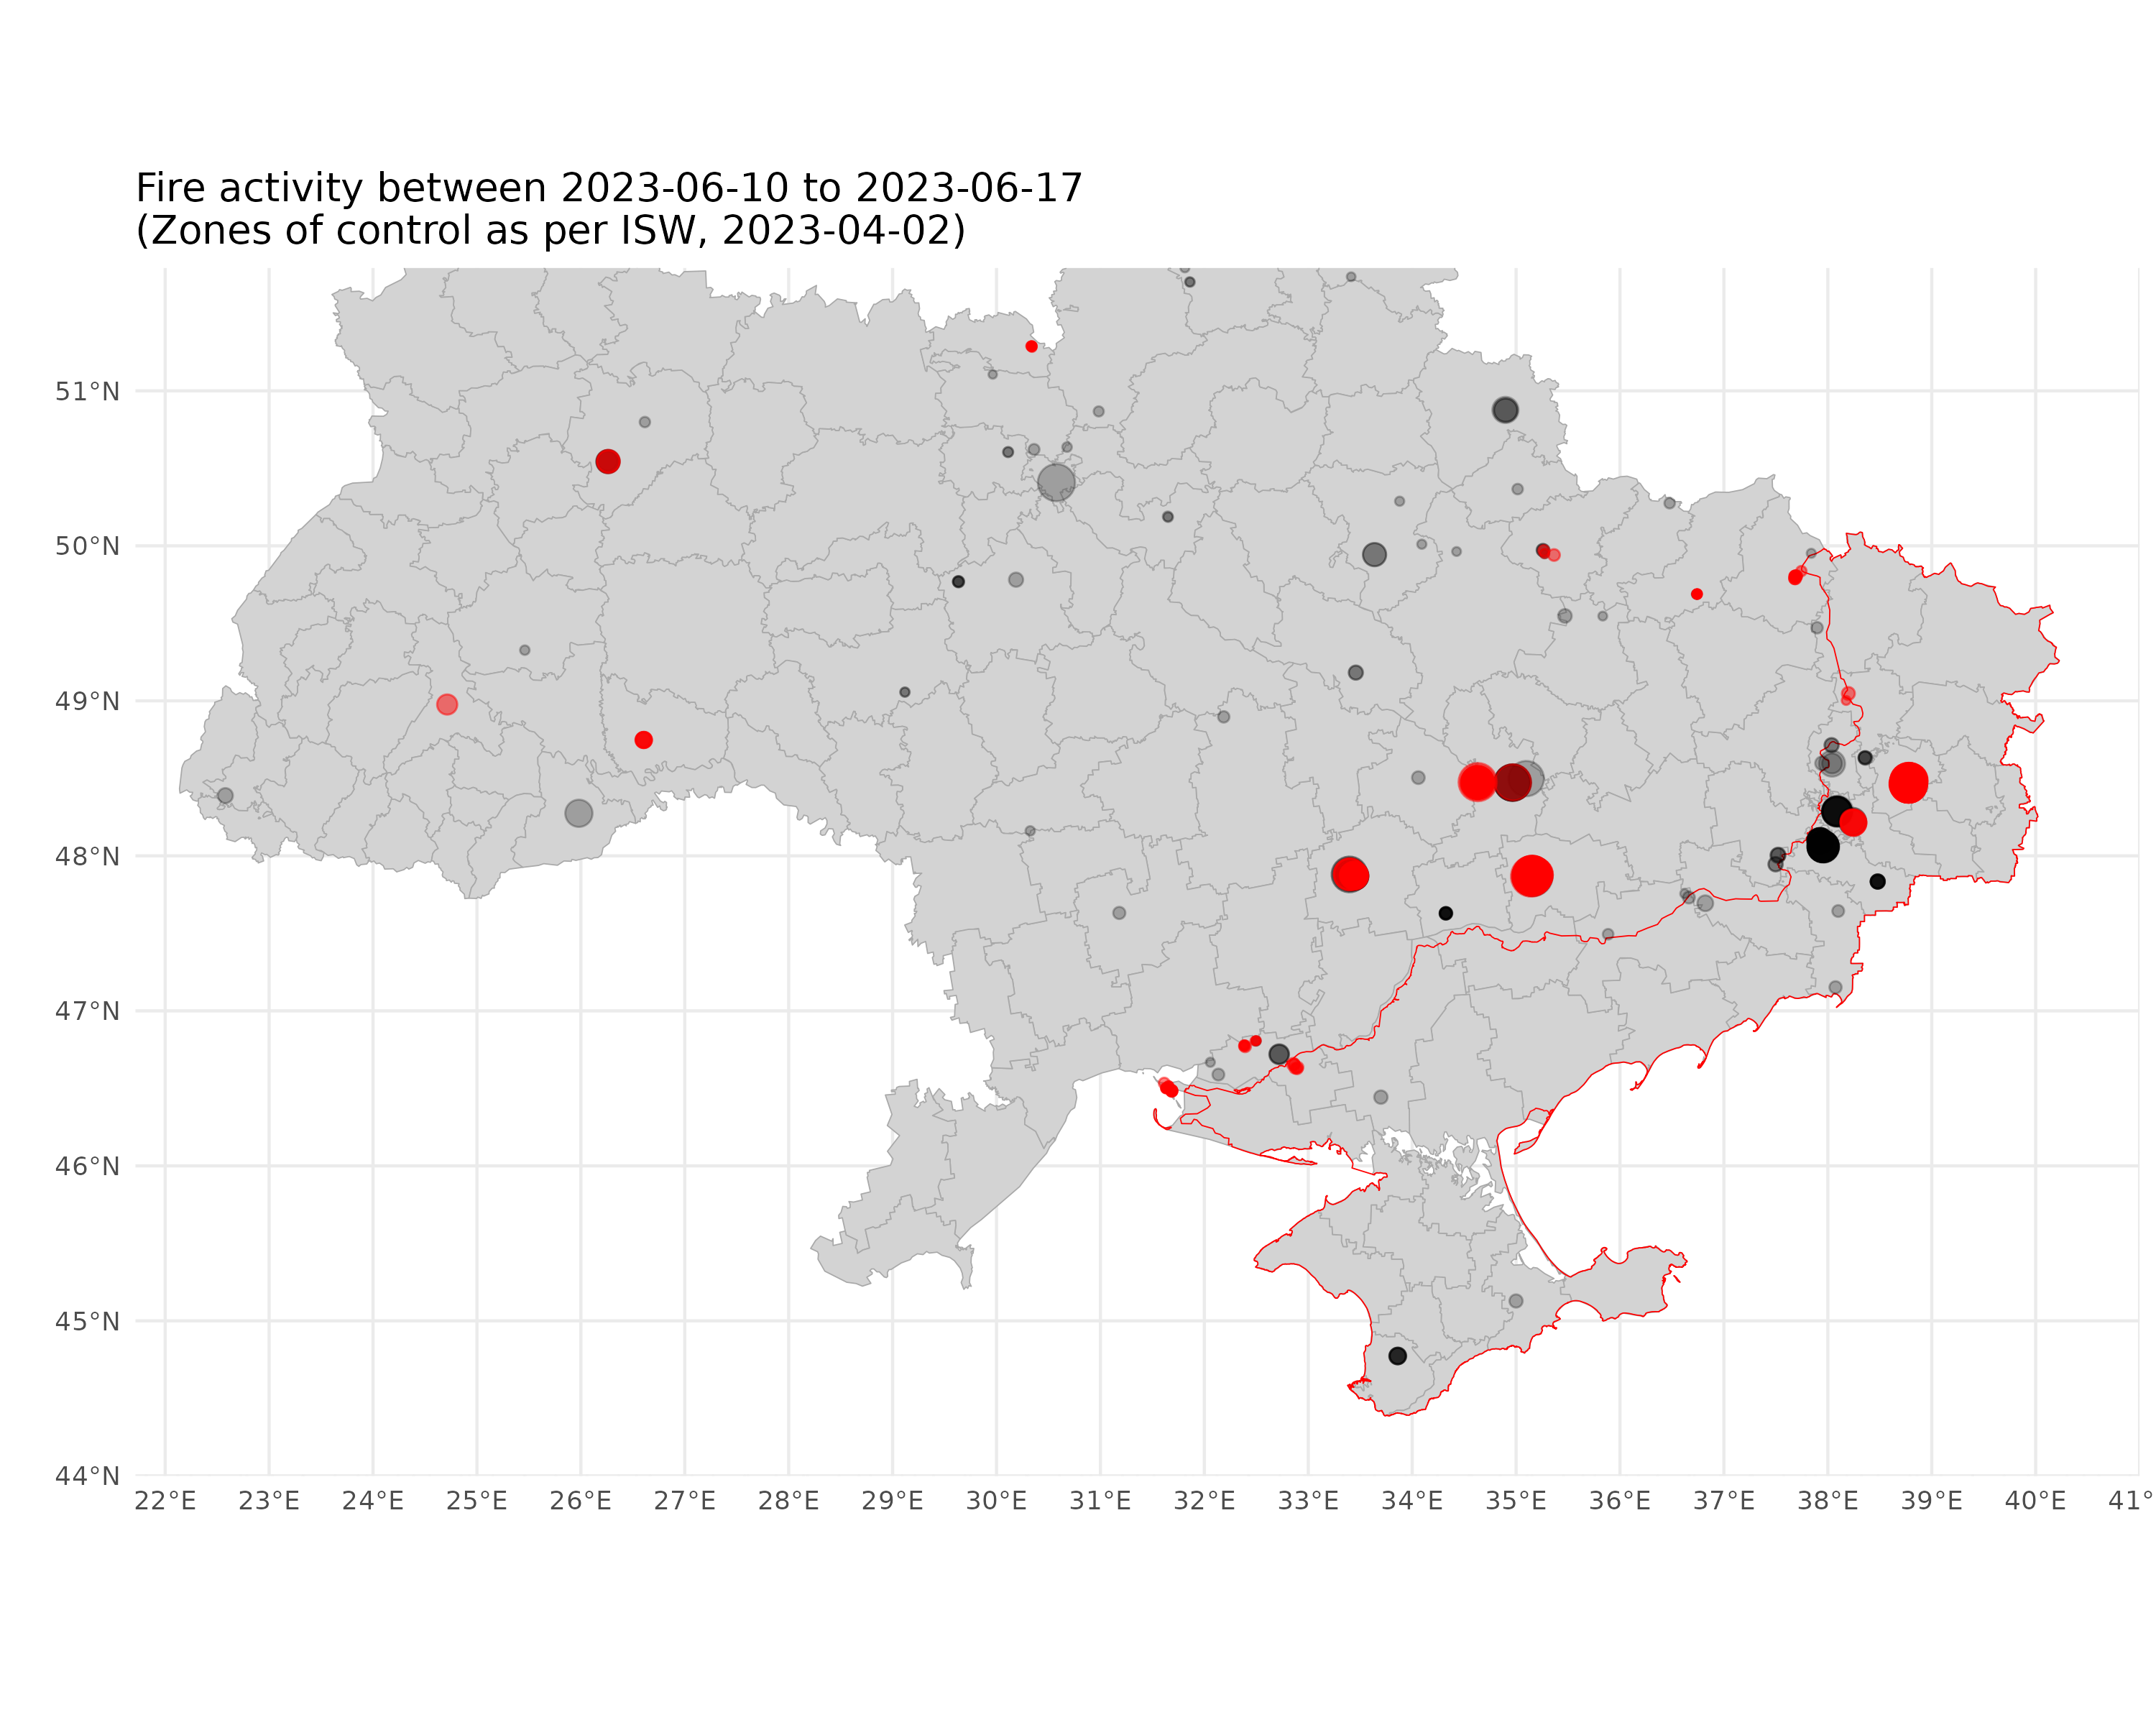 Fire activity between 2023-06-10 to 2023-06-17
(Zones of control as per ISW, 2023-04-02)
51°N
50°N
49°N
48°N
47°N
46°N
45°N
44°N
22°E 23°E 24°E 25°E 26°E 27°E 28°E 29°E 30°E 31°E 32°E 33°E 34°E 35°E 36°E 37°E 38°E 39°E 40°E 41°